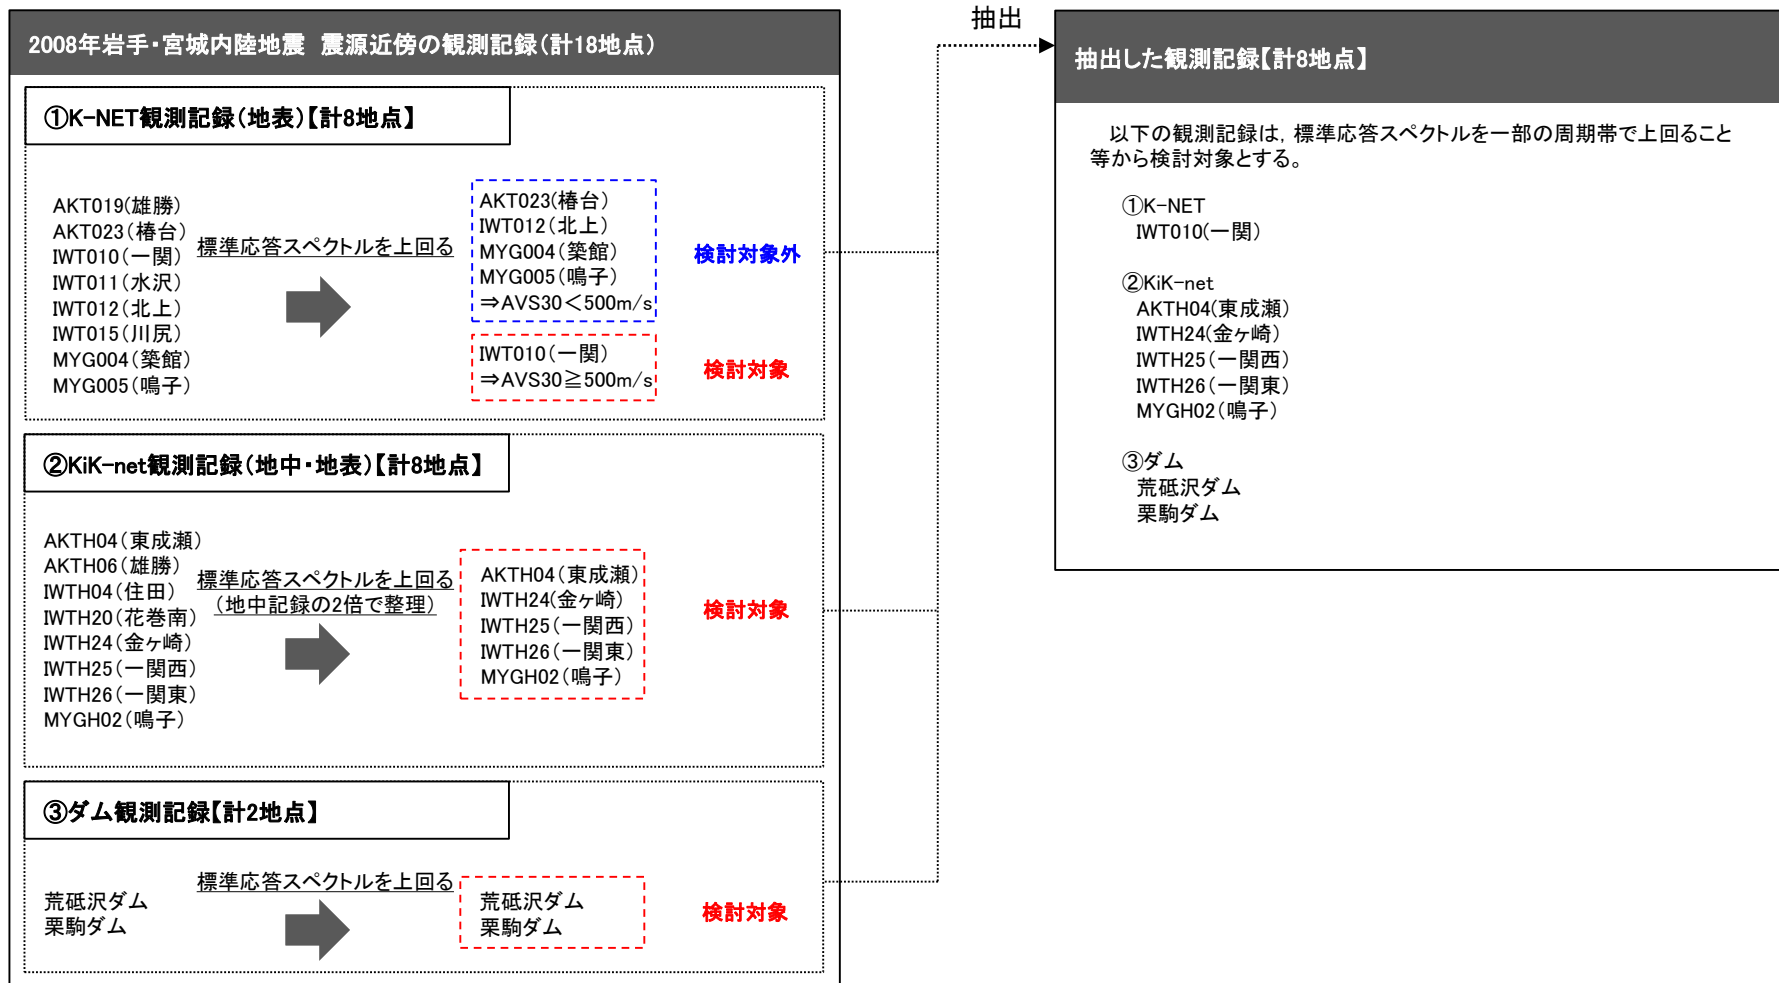 2008年岩手・宮城内陸地震 震源近傍の観測記録(計18地点)
①K-NET観測記録(地表)【計8地点】
AKT019(雄勝)
AKT023(椿台)
IWT010(一関)
IWT011(水沢)
IWT012(北上)
IWT015(川尻)
MYG004(築館)
MYG005(鳴子)
標準応答スペクトルを上回る
AKT023(椿台)
IWT012(北上)
MYG004(築館)
MYG005(鳴子)
⇒AVS30<500m/s
検討対象外
IWT010(一関)
⇒AVS30≧500m/s
検討対象
②KiK-net観測記録(地中・地表)【計8地点】
AKTH04(東成瀬)
AKTH06(雄勝)
IWTH04(住田)
IWTH20(花巻南)
IWTH24(金ヶ崎)
IWTH25(一関西)
IWTH26(一関東)
MYGH02(鳴子)
標準応答スペクトルを上回る
(地中記録の2倍で整理)
AKTH04(東成瀬)
IWTH24(金ヶ崎)
IWTH25(一関西)
IWTH26(一関東)
MYGH02(鳴子)
検討対象
③ダム観測記録【計2地点】
荒砥沢ダム
栗駒ダム
標準応答スペクトルを上回る
荒砥沢ダム
栗駒ダム
検討対象
抽出
抽出した観測記録【計8地点】
以下の観測記録は,標準応答スペクトルを一部の周期帯で上回ること
等から検討対象とする。
①K-NET
IWT010(一関)
②KiK-net
AKTH04(東成瀬)
IWTH24(金ヶ崎)
IWTH25(一関西)
IWTH26(一関東)
MYGH02(鳴子)
③ダム
荒砥沢ダム
栗駒ダム